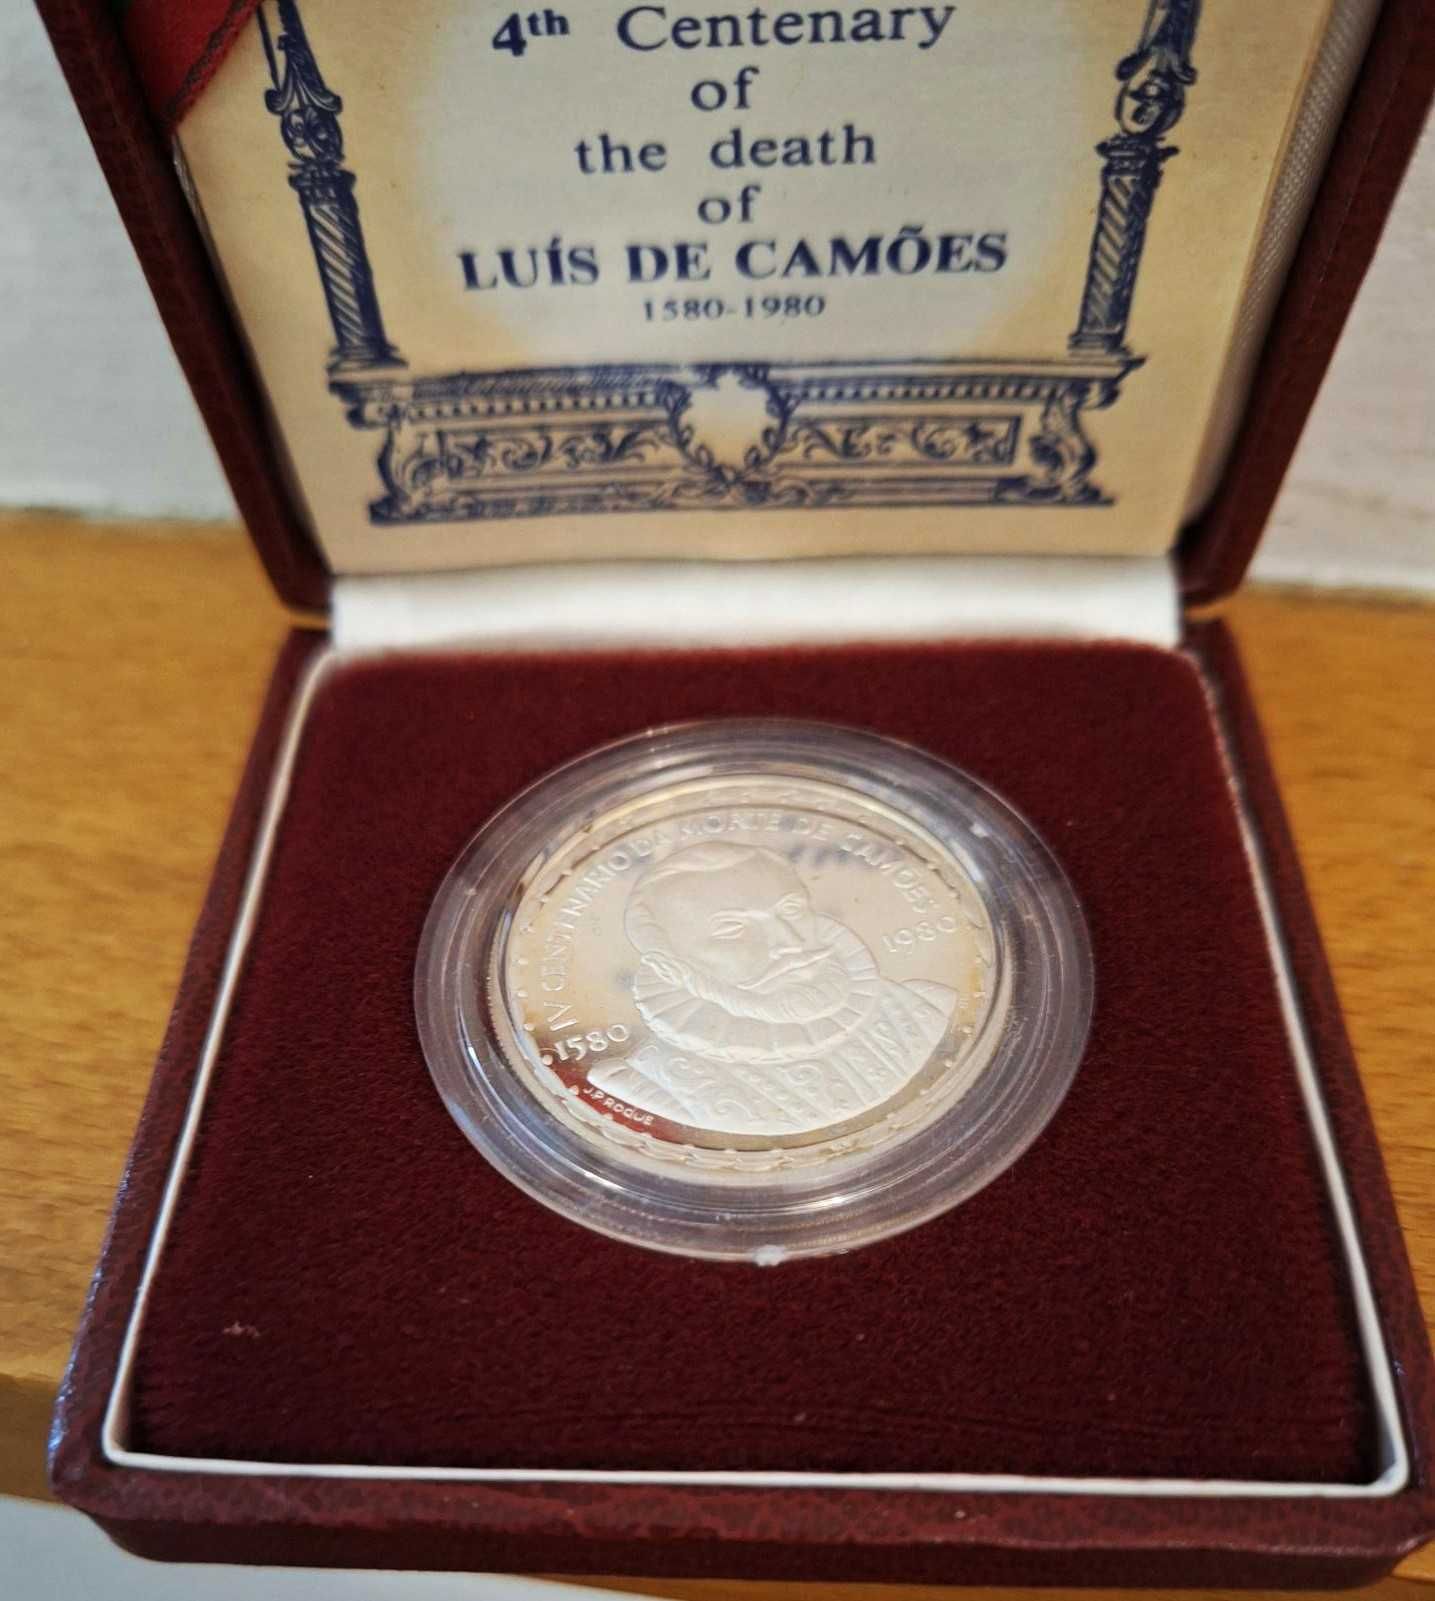 4th Centenary
of
the death
of
LUÍS DE CAMÕES
1580-1980
IV CENTENARIO DA MORTE DE CAMÕES
1580
1980
J.P ROQUE